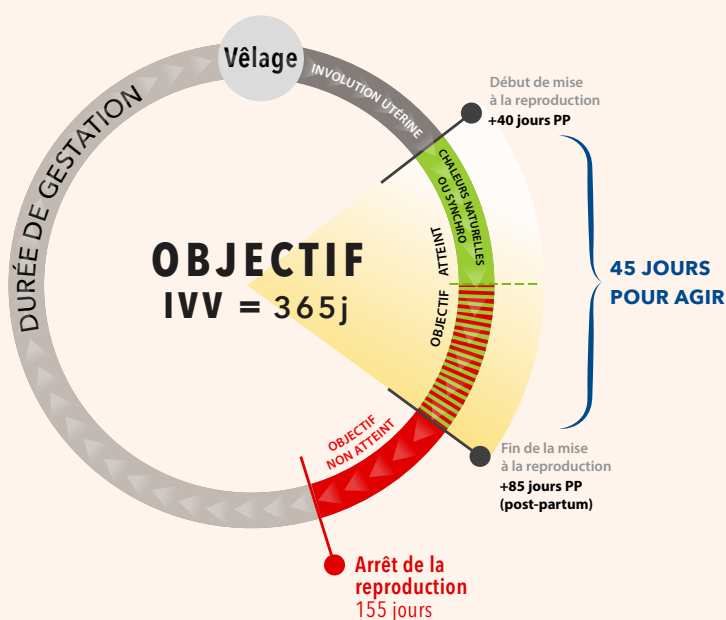 Vêlage
INVOLUTION UTÉRINE
Début de mise
à la reproduction
+40 jours PP
CHALEURS NATURELLES
OU SYNCHRO
DURÉE DE GESTATION
OBJECTIF
IVV = 365j
OBJECTIF ATTEINT
45 JOURS
POUR AGIR
OBJECTIF
NON ATTEINT
Fin de la mise
à la reproduction
+85 jours PP
(post-partum)
Arrêt de la
reproduction
155 jours